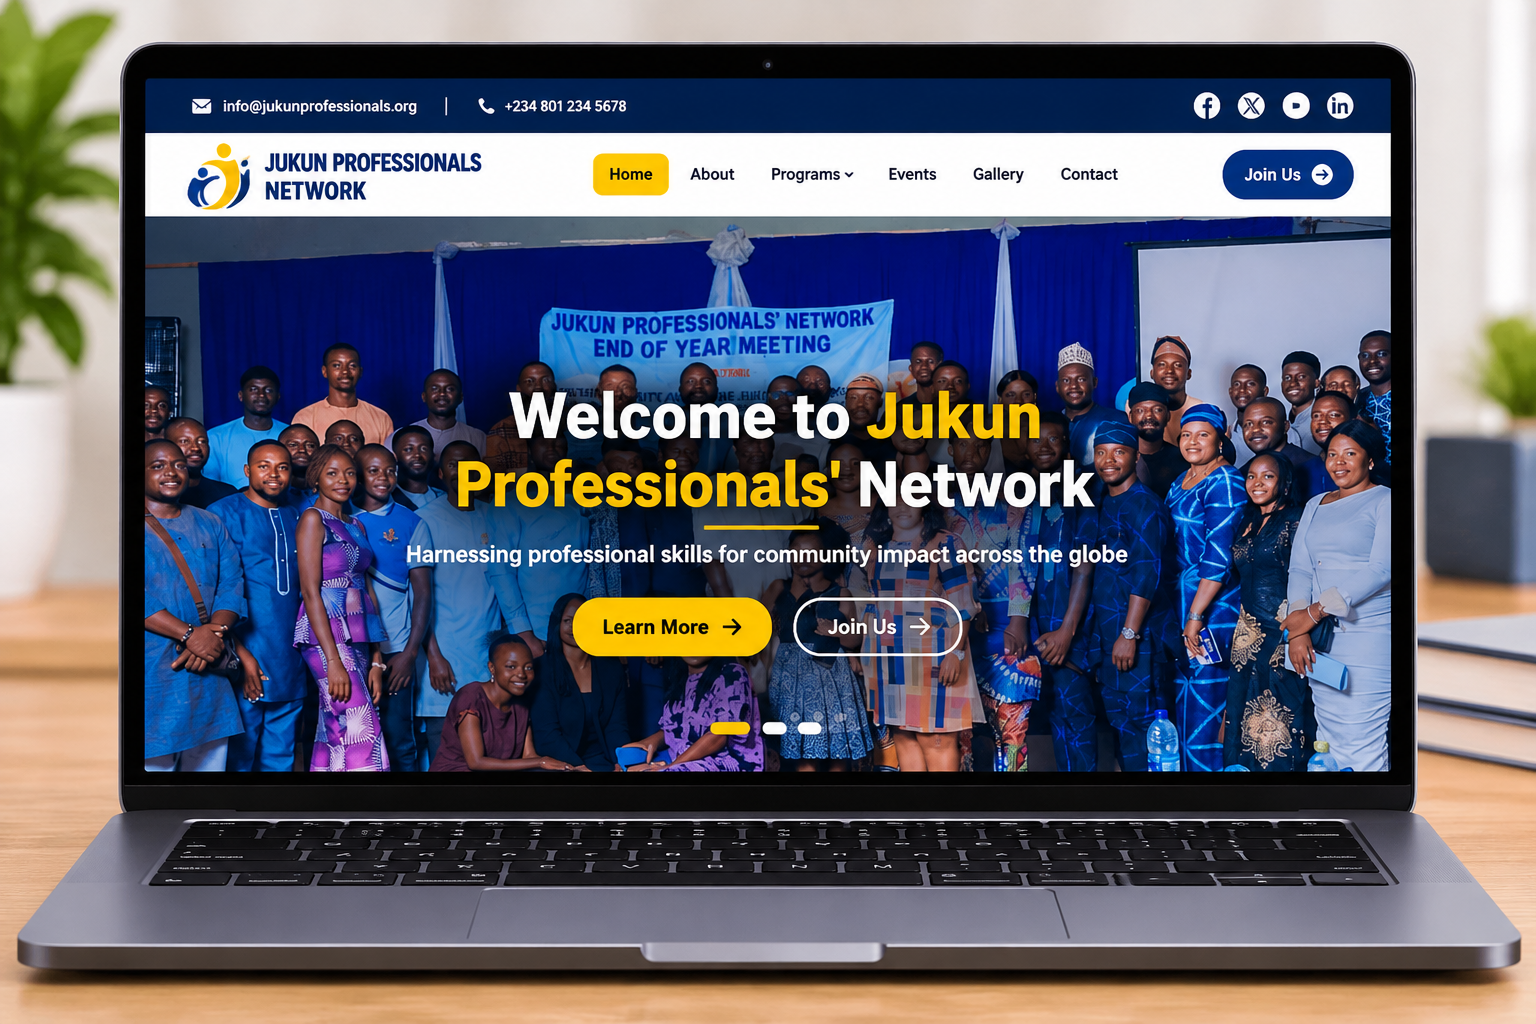 info@jukunprofessionals.org | +234 801 234 5678
JUKUN PROFESSIONALS
NETWORK
Home About Programs Events Gallery Contact Join Us
JUKUN PROFESSIONALS' NETWORK
END OF YEAR MEETING
Welcome to Jukun
Professionals' Network
Harnessing professional skills for community impact across the globe
Learn More Join Us